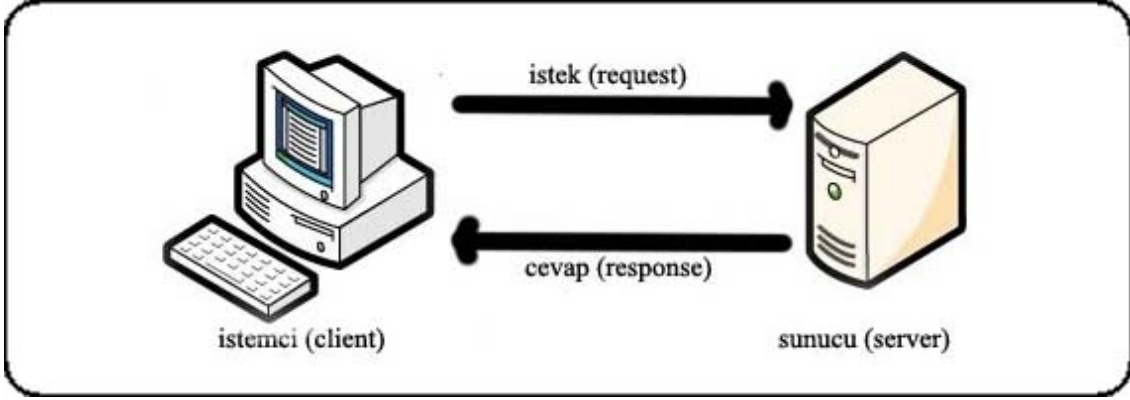 istek (request)
cevap (response)
istemci (client)
sunucu (server)